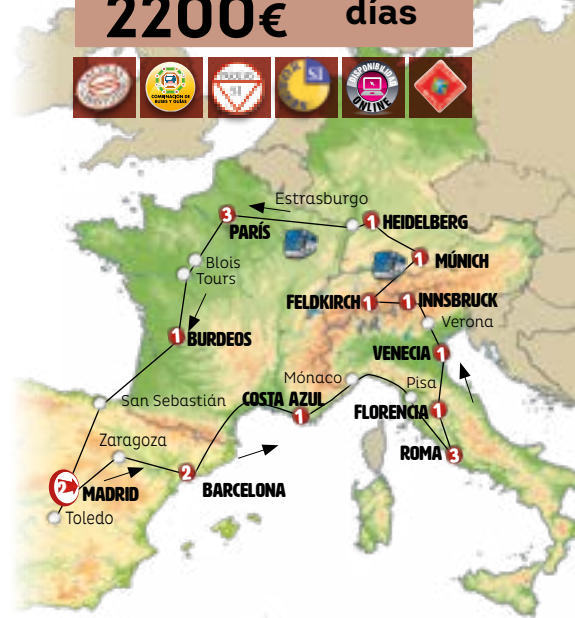 2200€
días
SI
SI
COMBINACIÓN DE
BUSES Y GUÍAS
DISPONIBILIDAD
ONLINE
Estrasburgo
3
PARÍS
1
HEIDELBERG
1
MÚNICH
Blois
Tours
FELDKIRCH
1
1
INNSBRUCK
Verona
1
BURDEOS
VENECIA
1
Mónaco
Pisa
San Sebastián
COSTA AZUL
1
FLORENCIA
1
Zaragoza
ROMA
3
2
BARCELONA
2
MADRID
Toledo